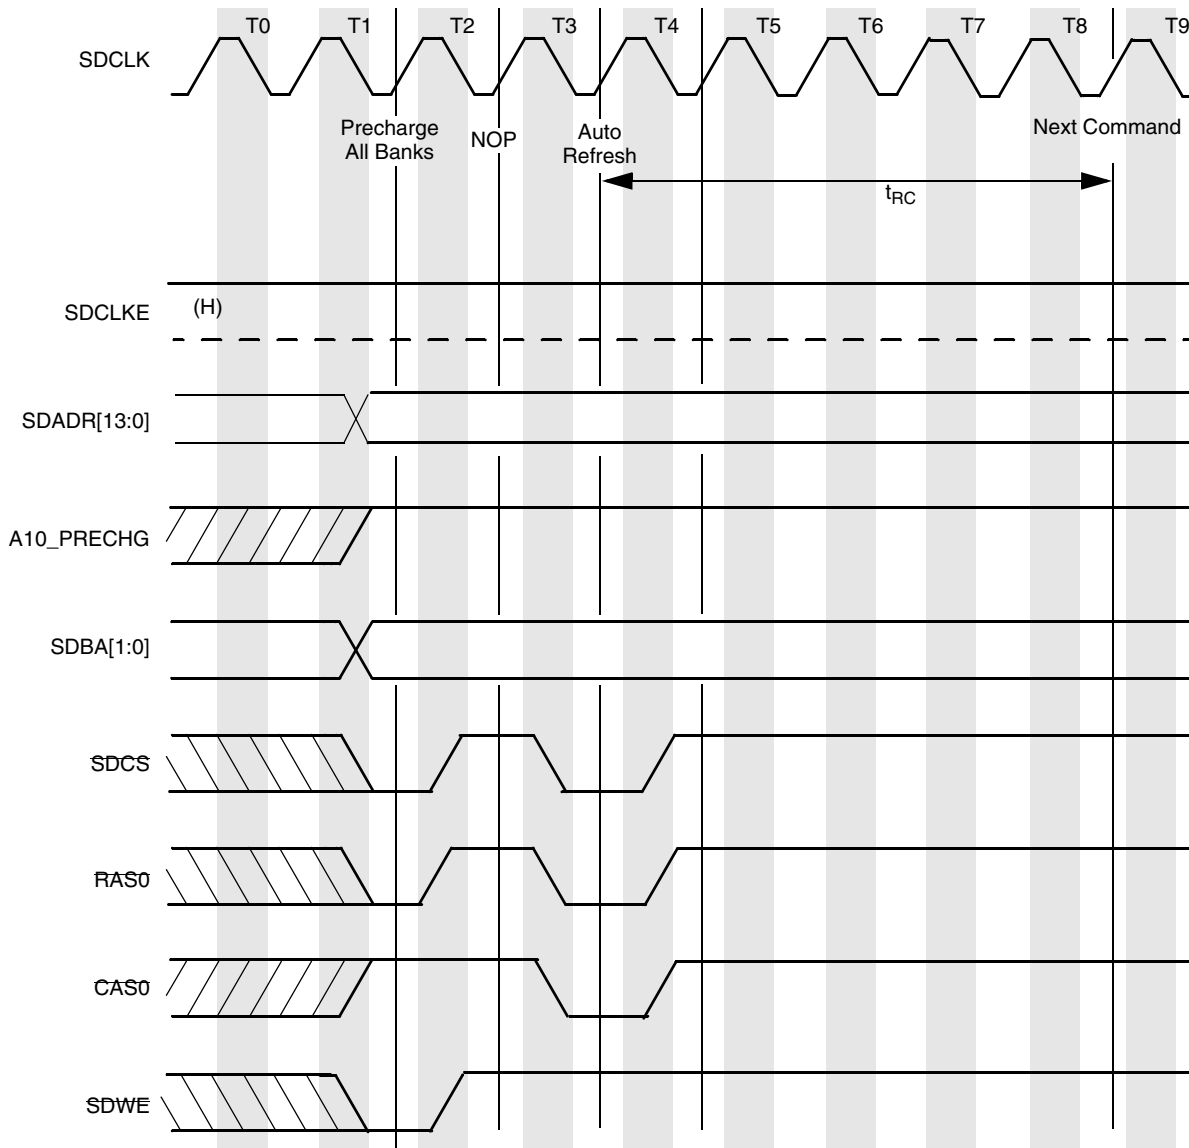 T0 T1 T2 T3 T4 T5 T6 T7 T8 T9
SDCLK
Precharge
All Banks
NOP
Auto
Refresh
Next Command
tRC
SDCLKE
(H)
SDADR[13:0]
A10_PRECHG
SDBA[1:0]
SDCS
RAS0
CAS0
SDWE